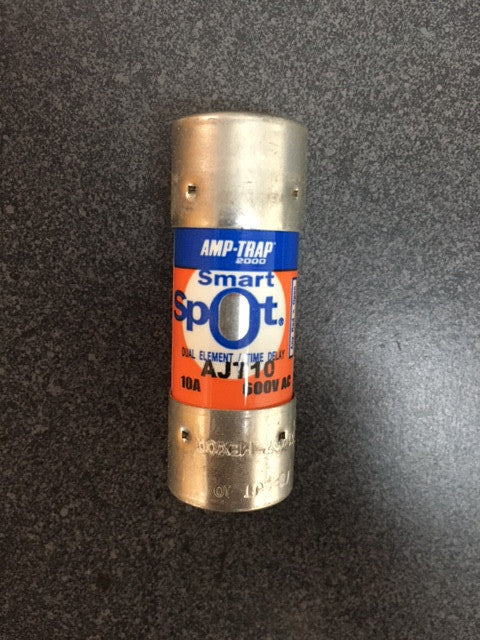 AMP-TRAP
2000
Smart
Spot.®
DUAL ELEMENT / TIME DELAY
AJT10
10A 600V AC